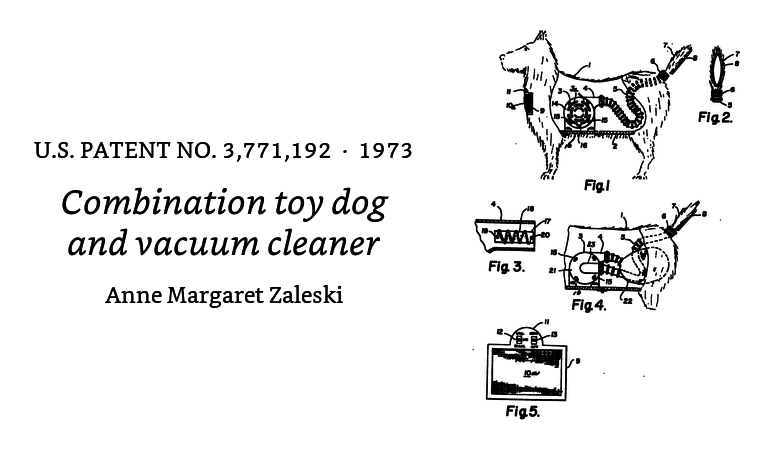 U.S. PATENT NO. 3,771,192 · 1973
Combination toy dog
and vacuum cleaner
Anne Margaret Zaleski
Fig.1
Fig.2.
Fig.3.
Fig.4.
Fig.5.